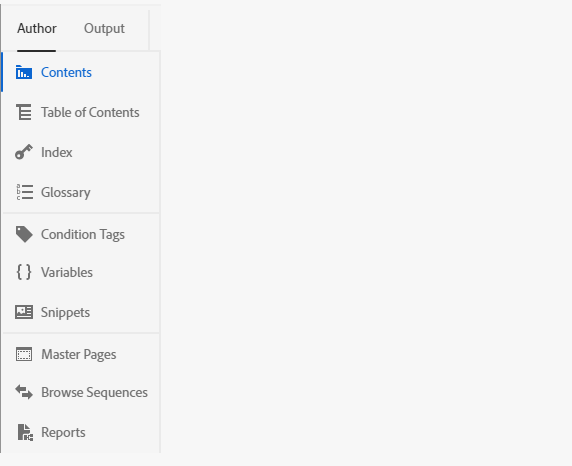 Author Output
Contents
Table of Contents
Index
Glossary
Condition Tags
Variables
Snippets
Master Pages
Browse Sequences
Reports